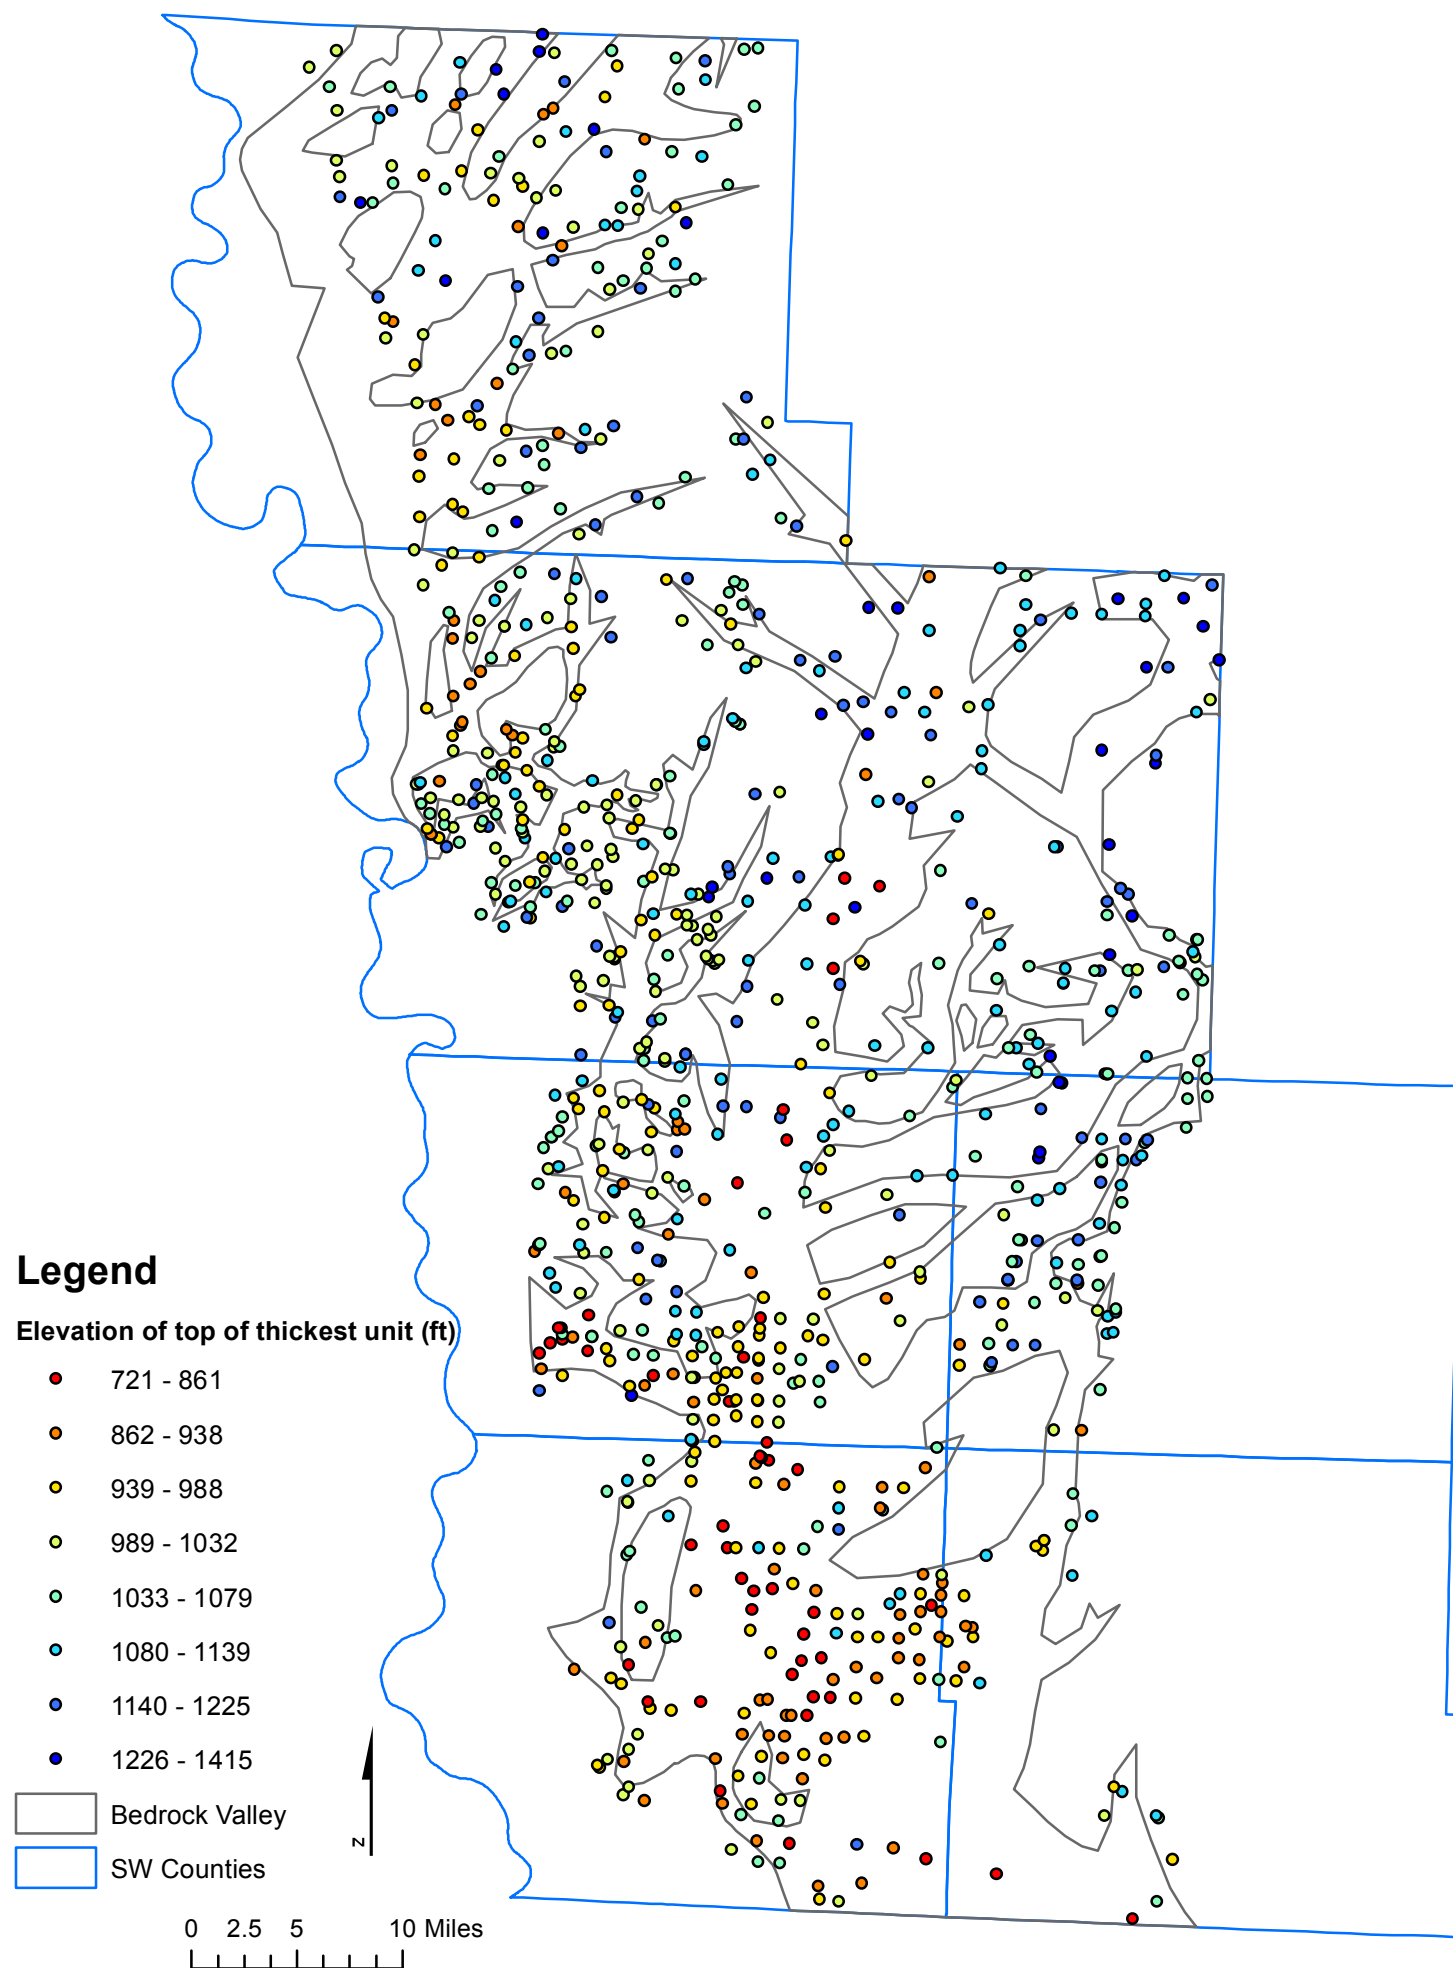 Legend
Elevation of top of thickest unit (ft)
721 - 861
862 - 938
939 - 988
989 - 1032
1033 - 1079
1080 - 1139
1140 - 1225
1226 - 1415
Bedrock Valley
SW Counties
N
0 2.5 5 10 Miles